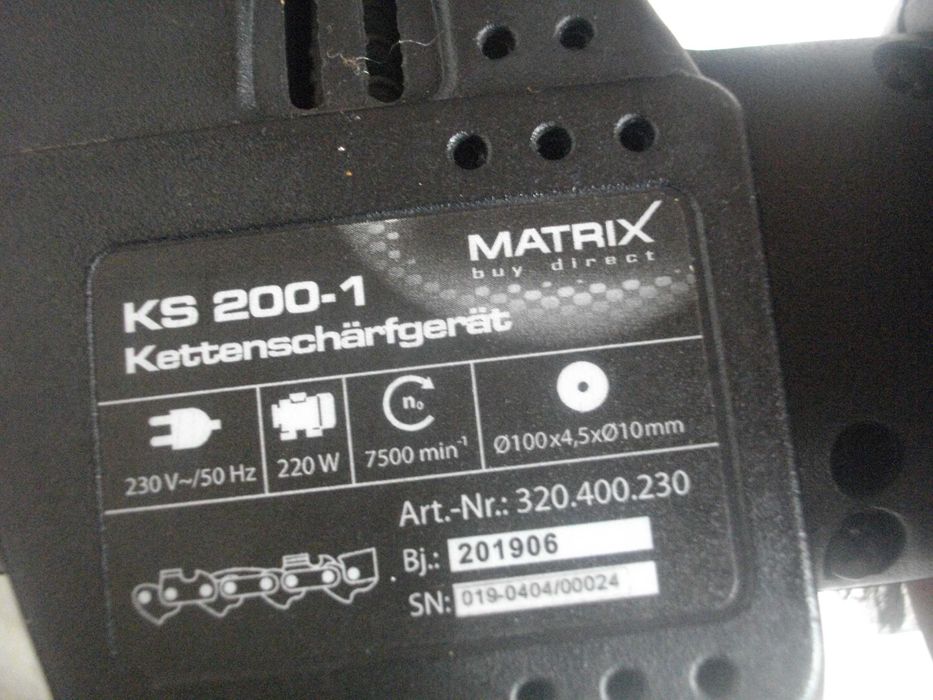 MATRIX
buy direct
KS 200-1
Kettenschärfgerät
230 V~/50 Hz
220 W
n₀
7500 min⁻¹
Ø100x4,5xØ10mm
Art.-Nr.: 320.400.230
Bj.: 201906
SN: 019-0404/00024